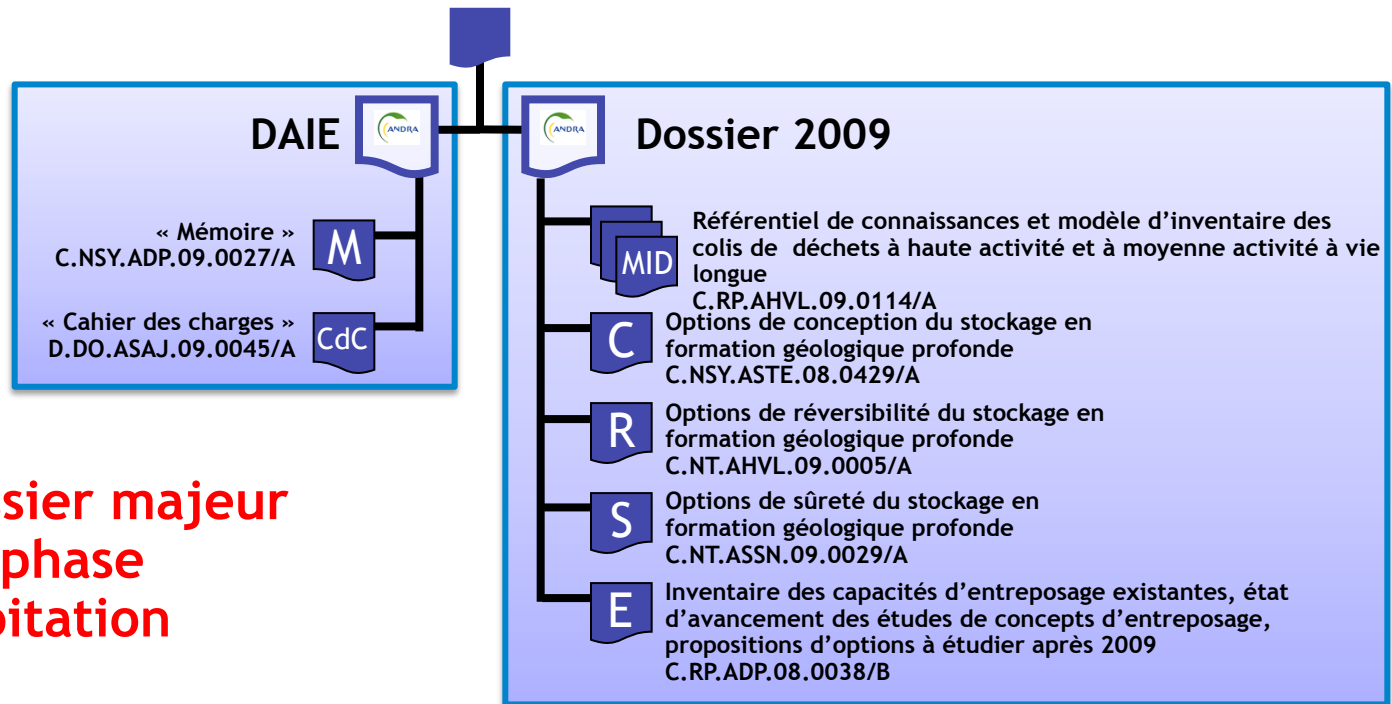 DAIE
ANDRA
« Mémoire »
C.NSY.ADP.09.0027/A
M
« Cahier des charges »
D.DO.ASAJ.09.0045/A
CdC
ANDRA
Dossier 2009
MID
Référentiel de connaissances et modèle d’inventaire des
colis de déchets à haute activité et à moyenne activité à vie
longue
C.RP.AHVL.09.0114/A
C
Options de conception du stockage en
formation géologique profonde
C.NSY.ASTE.08.0429/A
R
Options de réversibilité du stockage en
formation géologique profonde
C.NT.AHVL.09.0005/A
S
Options de sûreté du stockage en
formation géologique profonde
C.NT.ASSN.09.0029/A
E
Inventaire des capacités d’entreposage existantes, état
d’avancement des études de concepts d’entreposage,
propositions d’options à étudier après 2009
C.RP.ADP.08.0038/B
ssier majeur
phase
itation